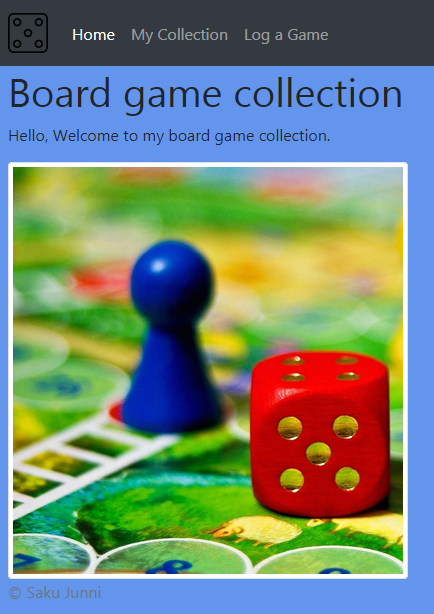 Home My Collection Log a Game
Board game collection
Hello, Welcome to my board game collection.
© Saku Junni